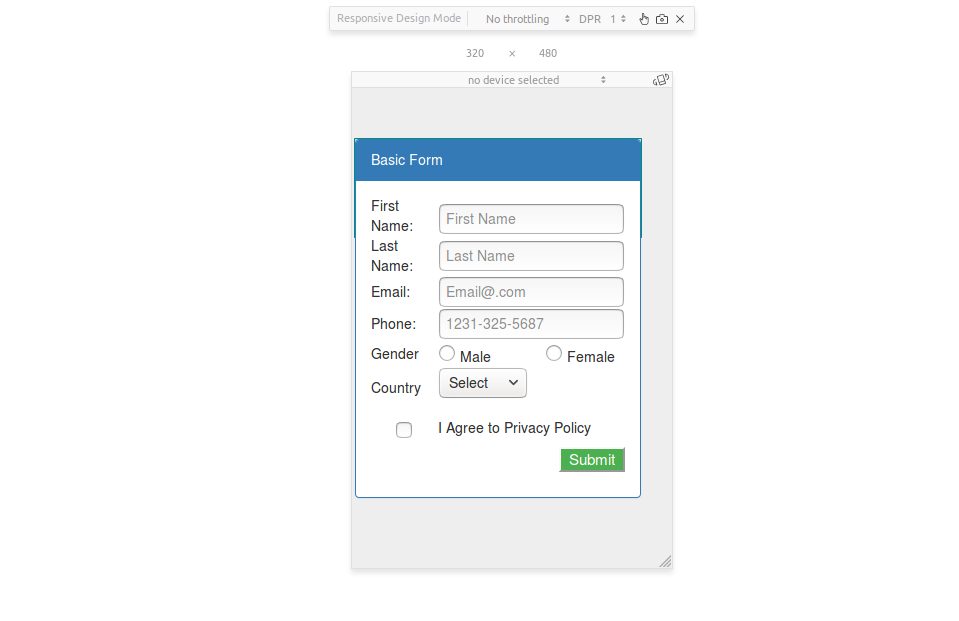 Responsive Design Mode No throttling DPR 1
320 × 480
no device selected
Basic Form
First
Name: First Name
Last
Name: Last Name
Email: Email@.com
Phone: 1231-325-5687
Gender Male Female
Country Select
I Agree to Privacy Policy
Submit